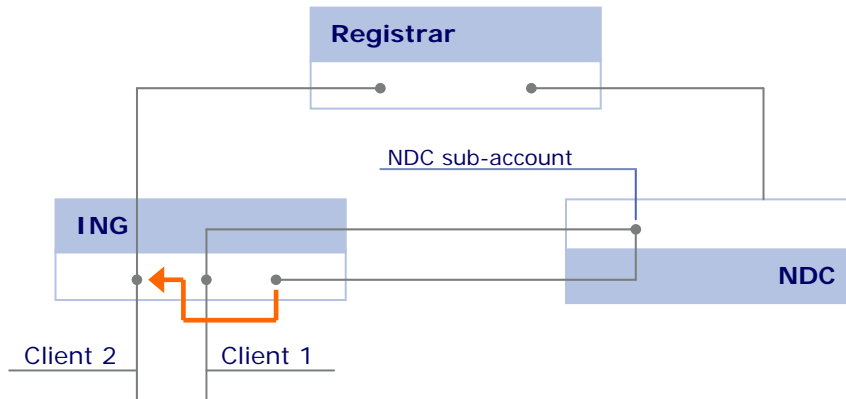 Registrar
NDC sub-account
ING
NDC
Client 2
Client 1